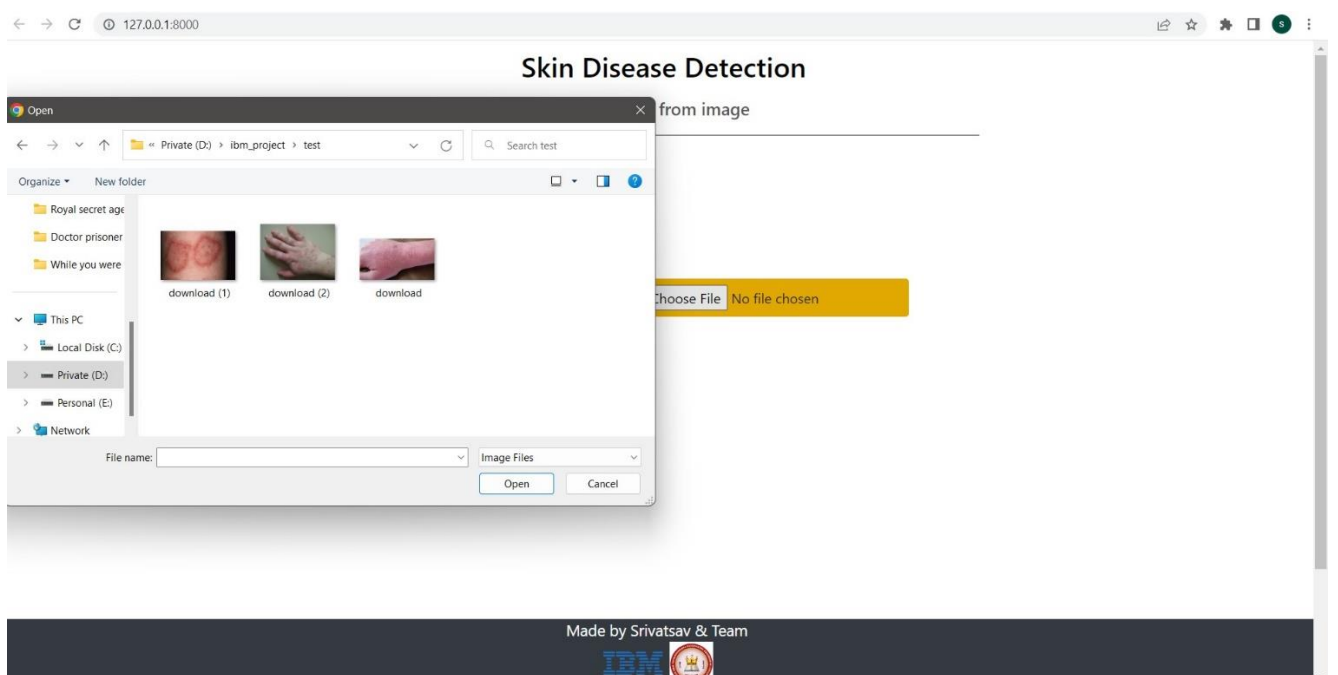 127.0.0.1:8000
S
Skin Disease Detection
from image
Open
« Private (D:) › ibm_project › test
Search test
Organize
New folder
?
Royal secret age
Doctor prisoner
While you were
This PC
Local Disk (C:)
Private (D:)
Personal (E:)
Network
download (1)
download (2)
download
Choose File No file chosen
File name:
Image Files
Open
Cancel
Made by Srivatsav & Team
IBM